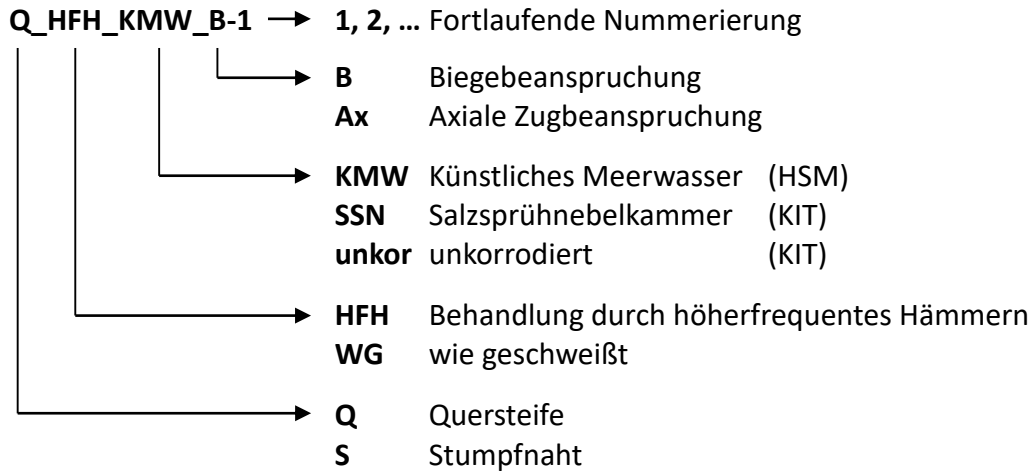 Q_HFH_KMW_B-1 1, 2, … Fortlaufende Nummerierung
B Biegebeanspruchung
Ax Axiale Zugbeanspruchung
KMW Künstliches Meerwasser (HSM)
SSN Salzsprühnebelkammer (KIT)
unkor unkorrodiert (KIT)
HFH Behandlung durch höherfrequentes Hämmern
WG wie geschweißt
Q Quersteife
S Stumpfnaht